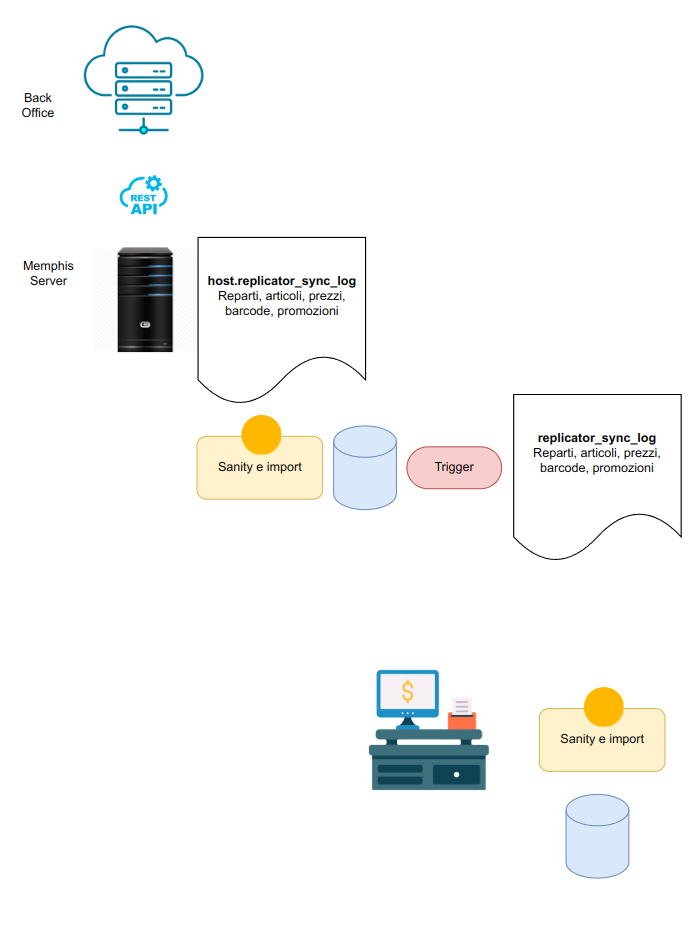 Back
Office
REST
API
Memphis
Server
host.replicator_sync_log
Reparti, articoli, prezzi,
barcode, promozioni
Sanity e import
Trigger
replicator_sync_log
Reparti, articoli, prezzi,
barcode, promozioni
$
Sanity e import